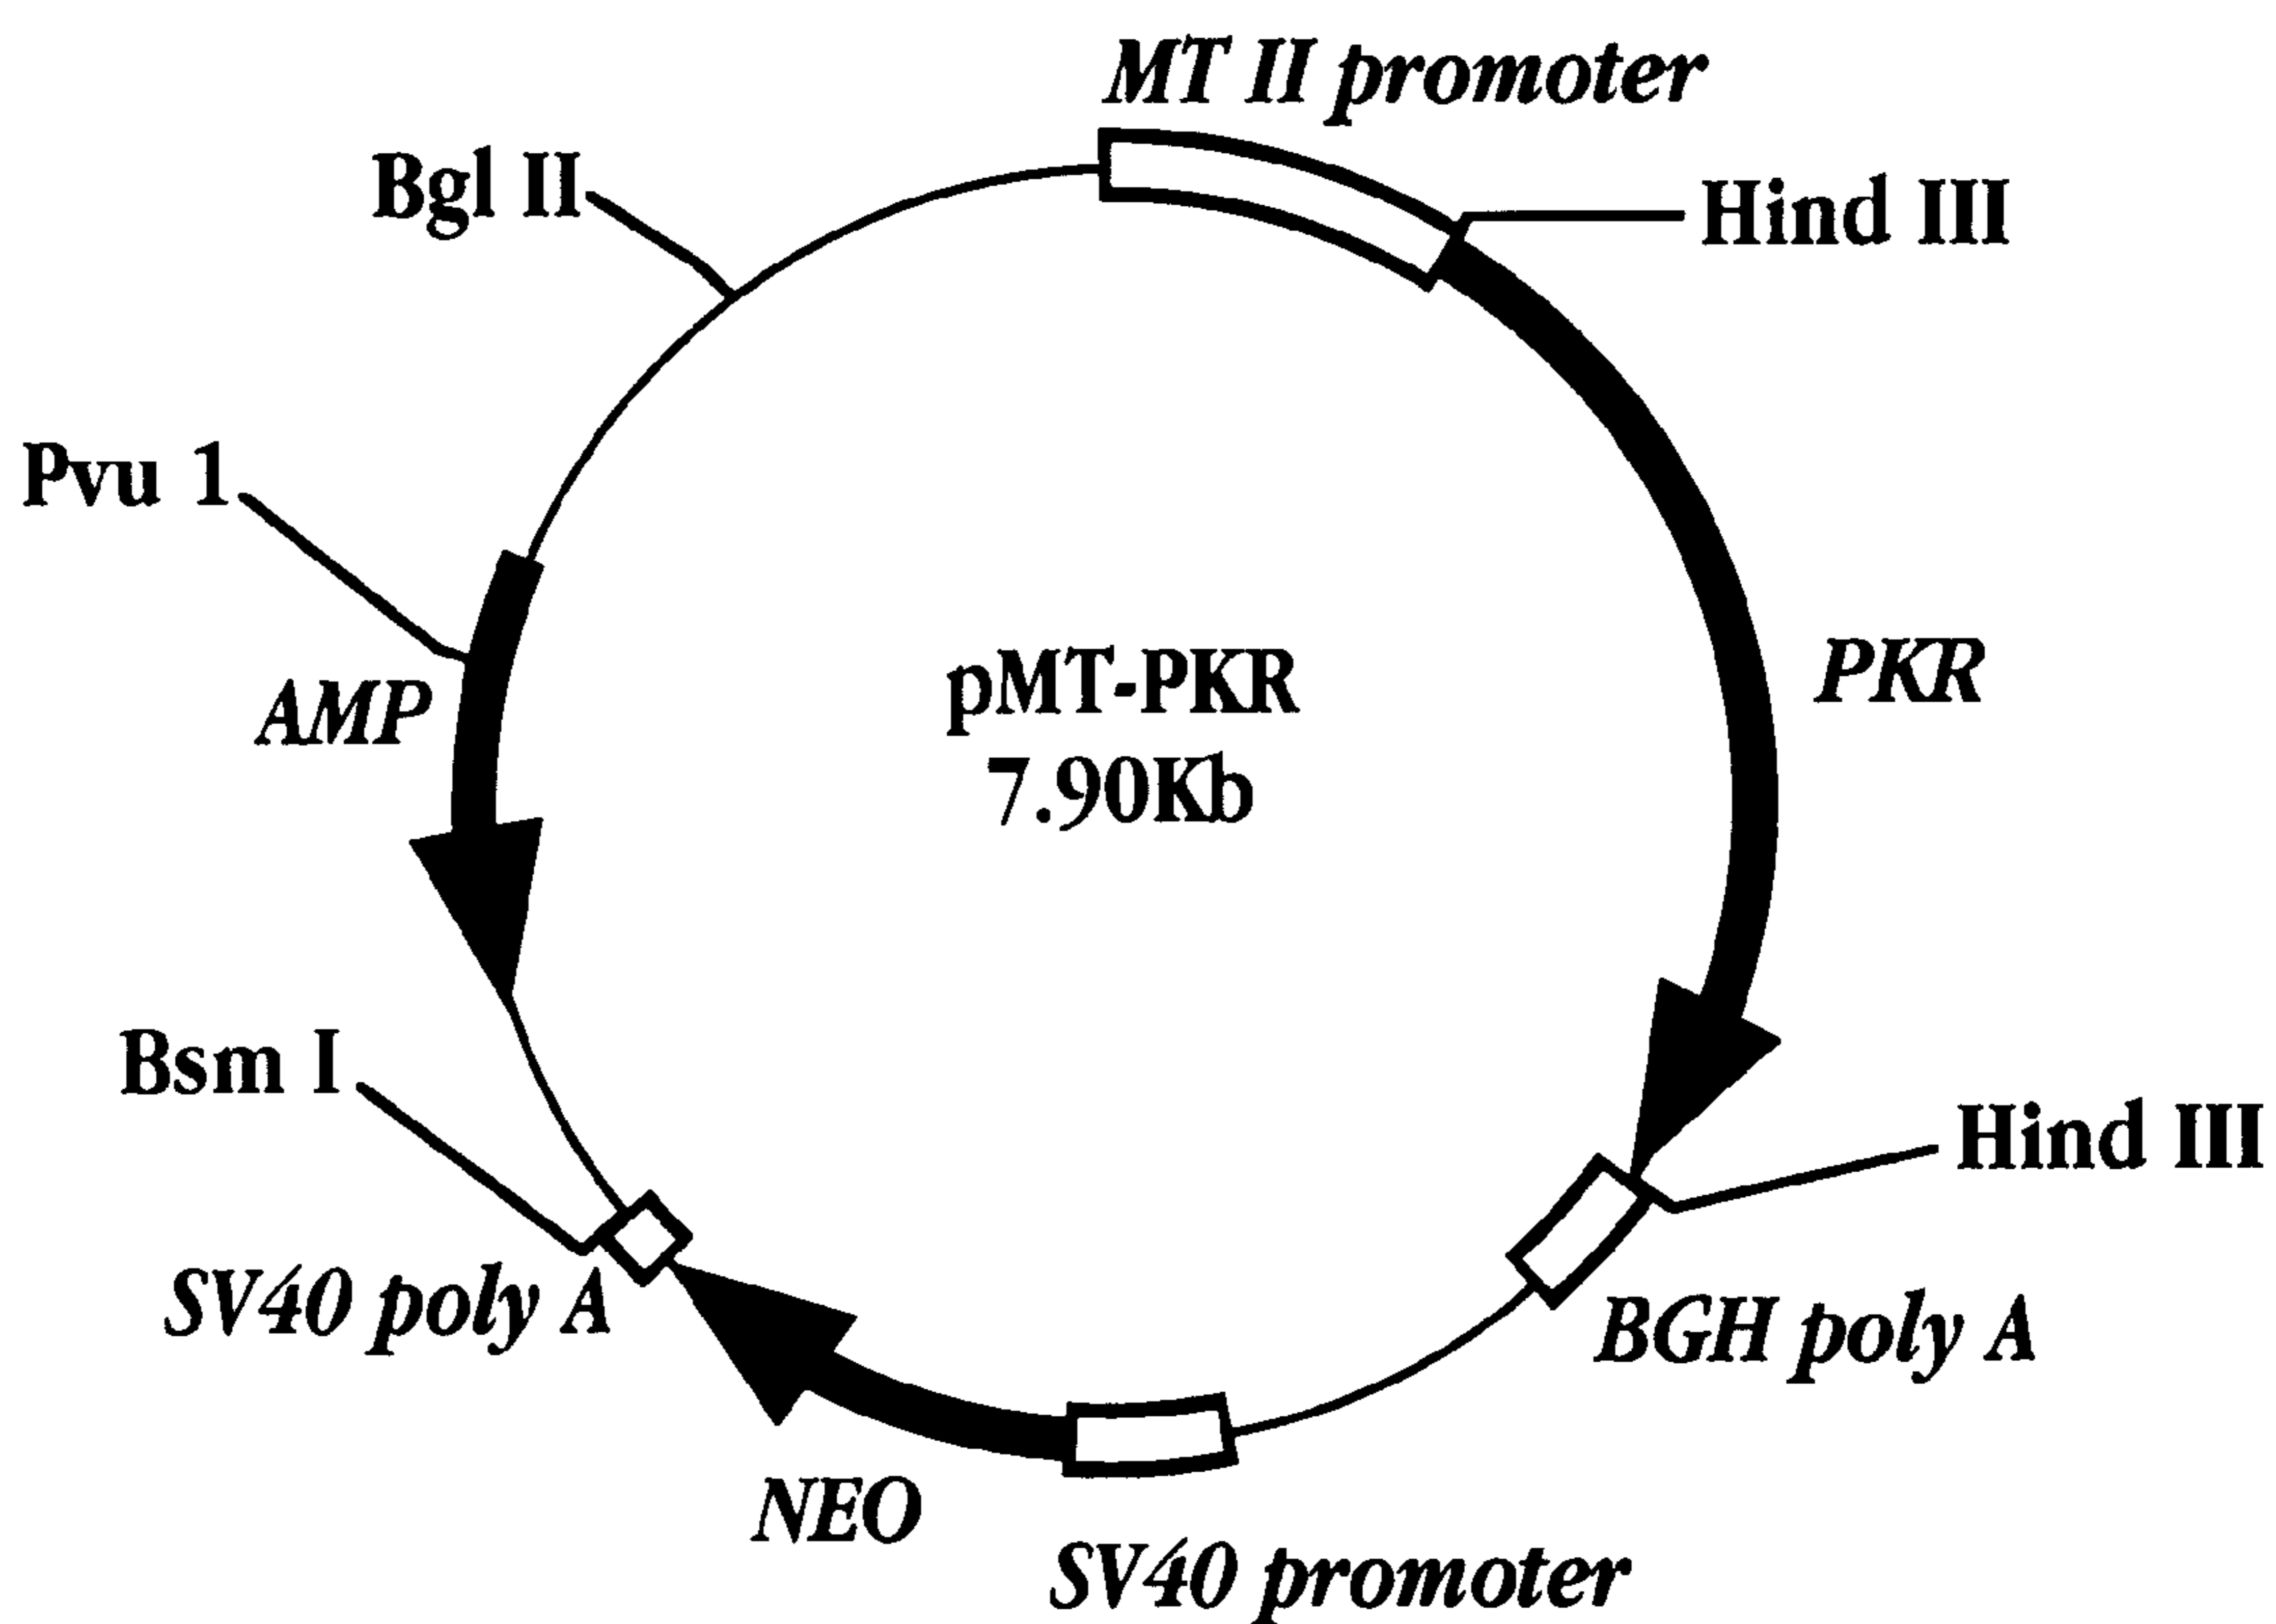 MT II promoter
Bgl II
Hind III
Pvu 1
PKR
pMT-PKR
AMP
7.90Kb
Bsm I
Hind III
SV40 poly A
BGH poly A
NEO
SV40 promoter